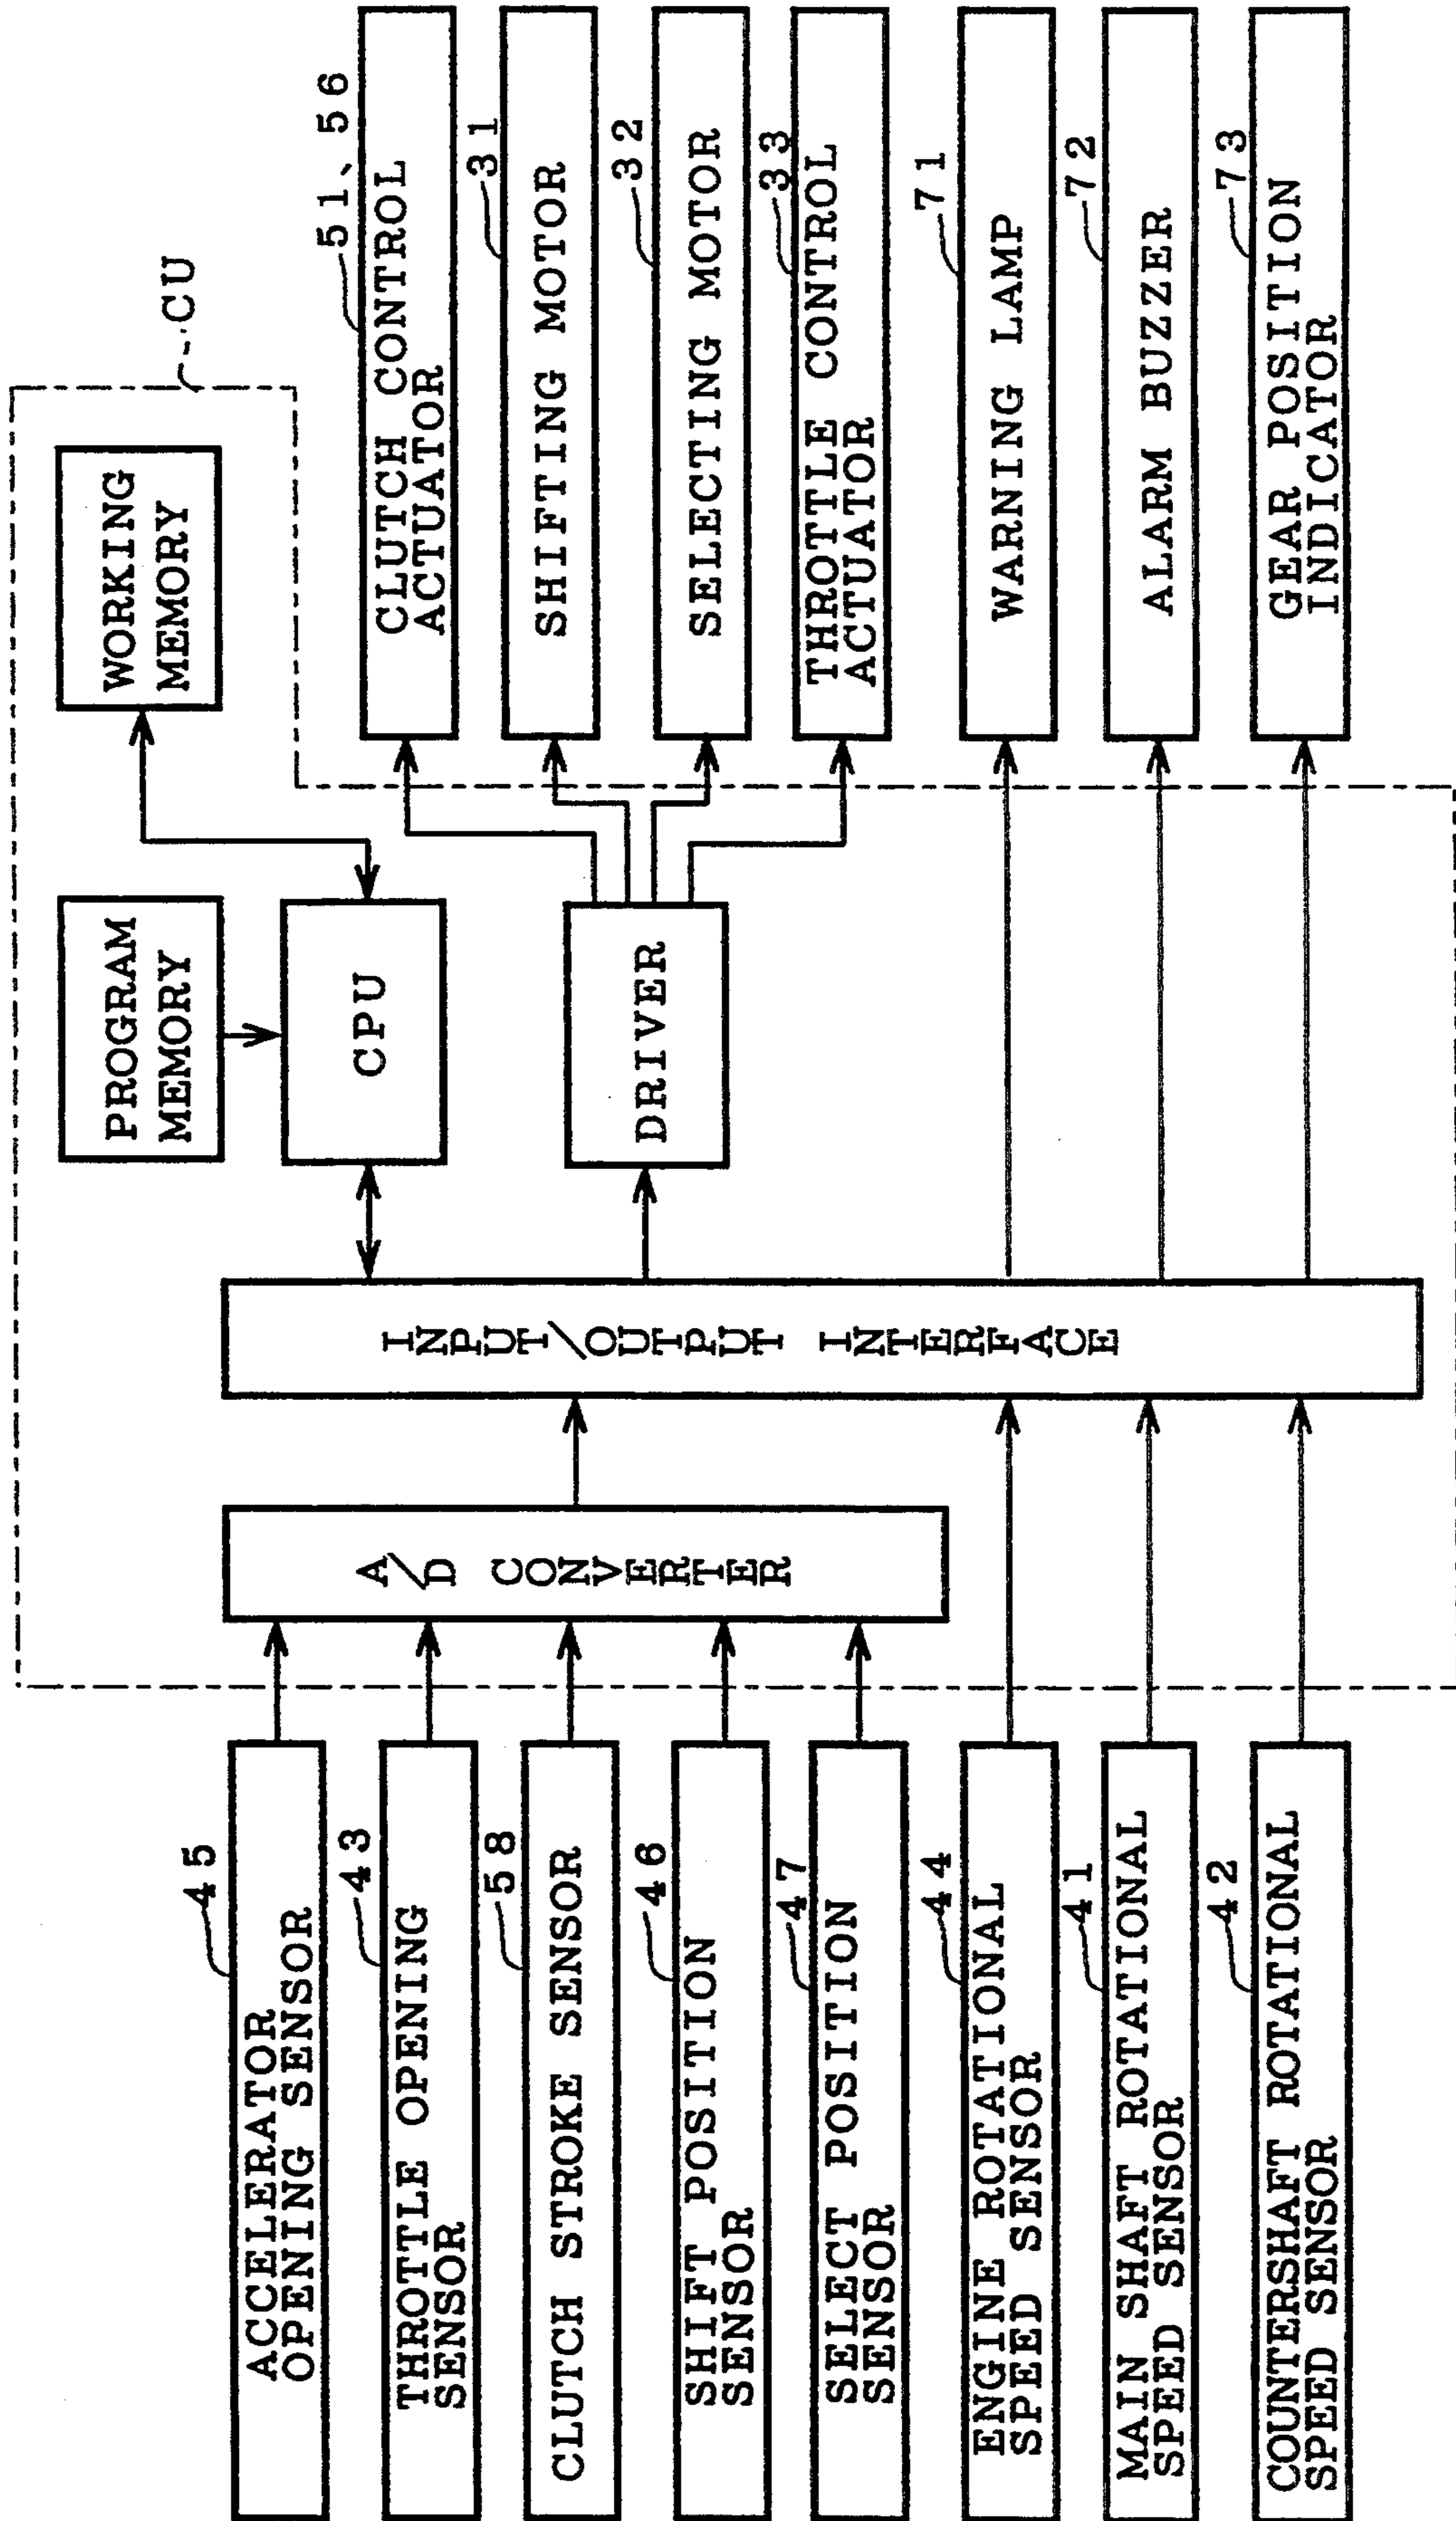 45
ACCELERATOR
OPENING SENSOR
43
THROTTLE OPENING
SENSOR
58
CLUTCH STROKE SENSOR
46
SHIFT POSITION
SENSOR
47
SELECT POSITION
SENSOR
44
ENGINE ROTATIONAL
SPEED SENSOR
41
MAIN SHAFT ROTATIONAL
SPEED SENSOR
42
COUNTERSHAFT ROTATIONAL
SPEED SENSOR
A/D CONVERTER
INPUT/OUTPUT INTERFACE
PROGRAM
MEMORY
CPU
DRIVER
WORKING
MEMORY
CU
51、56
CLUTCH CONTROL
ACTUATOR
31
SHIFTING MOTOR
32
SELECTING MOTOR
33
THROTTLE CONTROL
ACTUATOR
71
WARNING LAMP
72
ALARM BUZZER
73
GEAR POSITION
INDICATOR